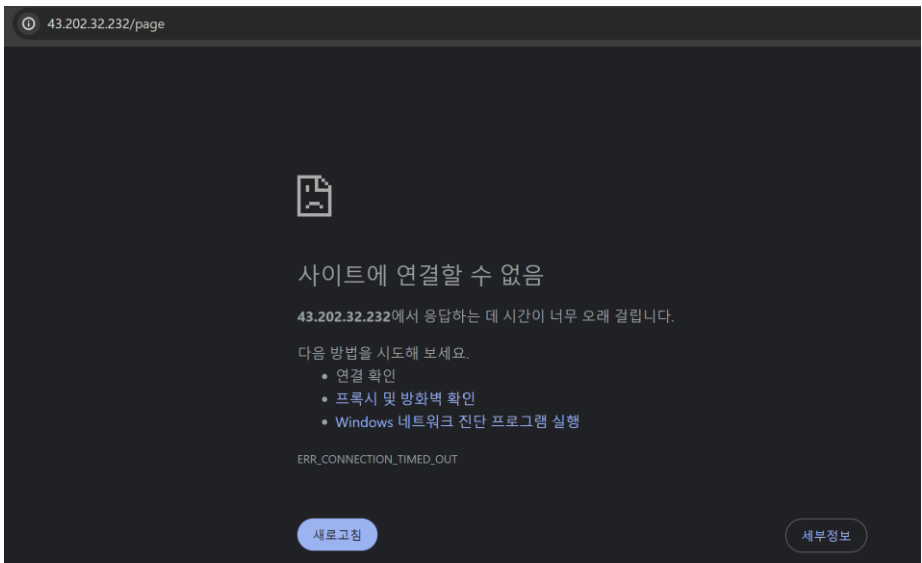 43.202.32.232/page
사이트에 연결할 수 없음
43.202.32.232에서 응답하는 데 시간이 너무 오래 걸립니다.
다음 방법을 시도해 보세요.
• 연결 확인
• 프록시 및 방화벽 확인
• Windows 네트워크 진단 프로그램 실행
ERR_CONNECTION_TIMED_OUT
새로고침
세부정보